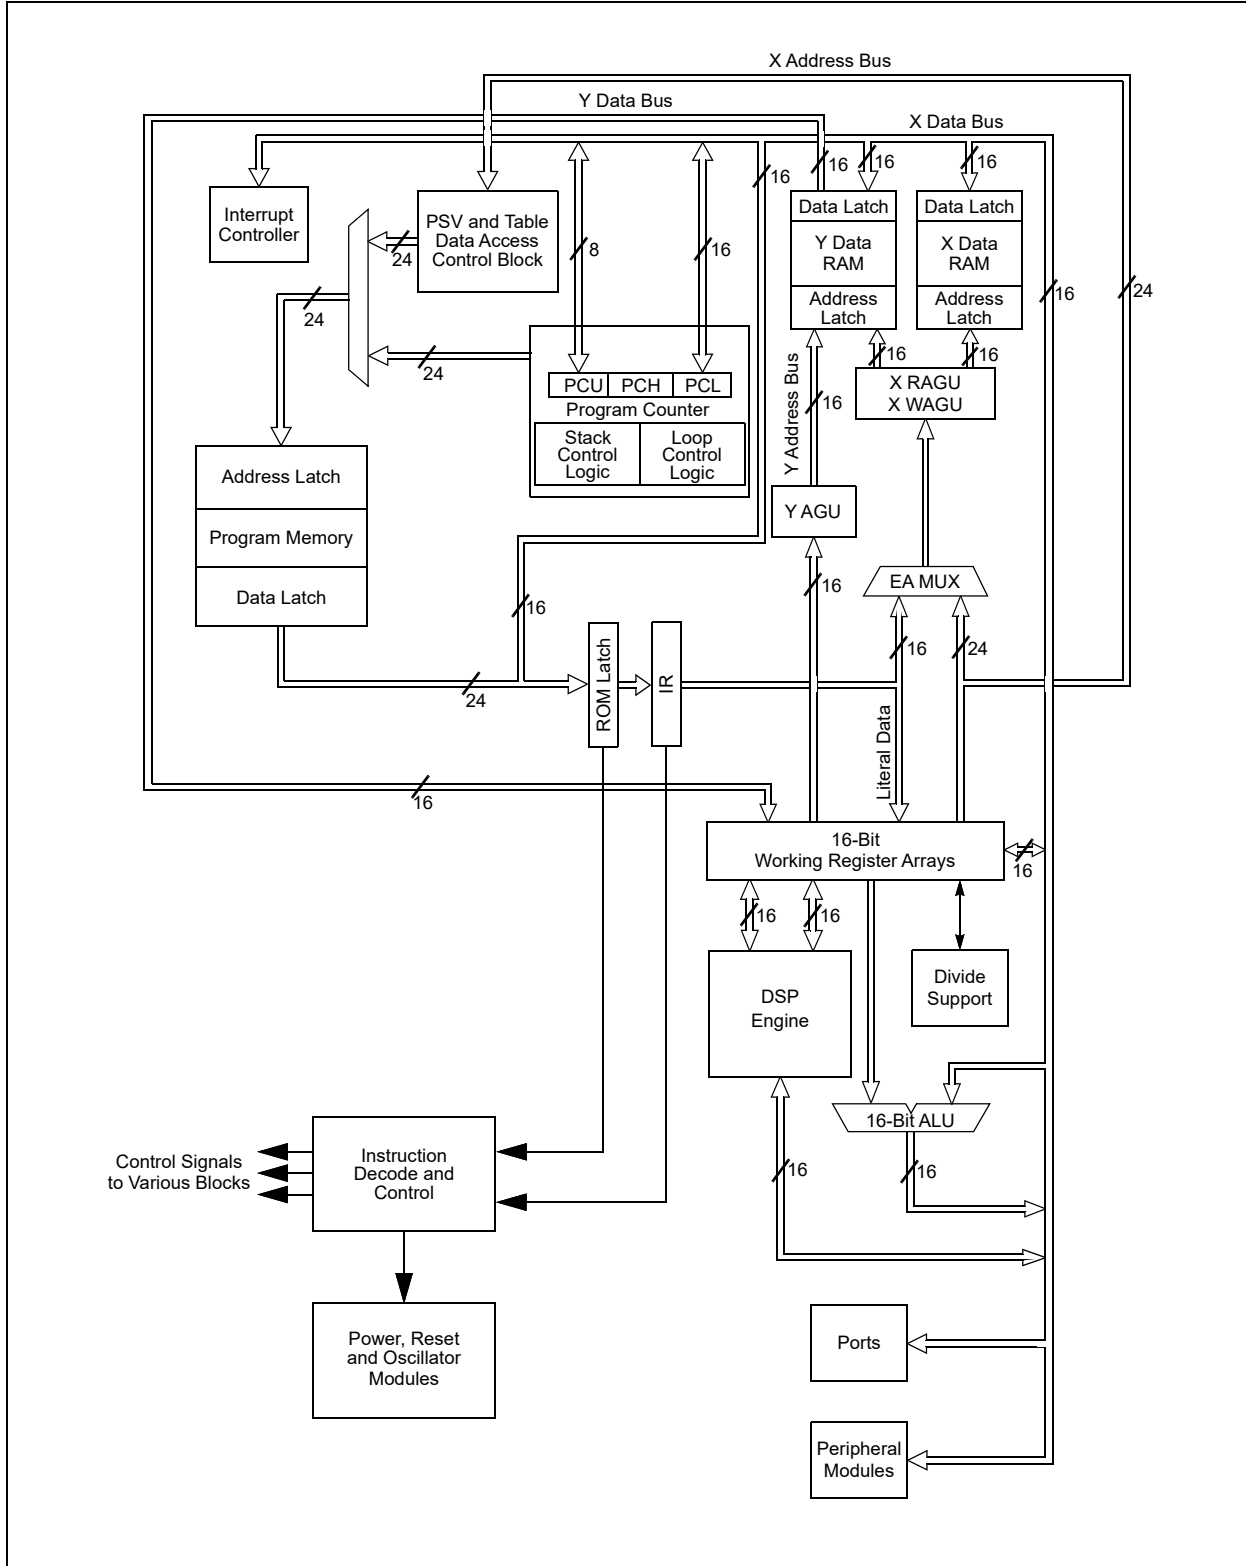 X Address Bus
Y Data Bus
X Data Bus
16
16
16
16
Interrupt
Controller
PSV and Table
Data Access
Control Block
24
8
16
Data Latch
Y Data
RAM
Address
Latch
Data Latch
X Data
RAM
Address
Latch
16
24
24
24
16
16
PCU
PCH
PCL
Program Counter
Stack
Control
Logic
Loop
Control
Logic
Y Address Bus
16
X RAGU
X WAGU
Address Latch
Program Memory
Data Latch
Y AGU
16
EA MUX
16
16
24
24
ROM Latch
IR
Literal Data
16
16-Bit
Working Register Arrays
16
16
16
DSP
Engine
Divide
Support
16-Bit ALU
16
16
Control Signals
to Various Blocks
Instruction
Decode and
Control
Power, Reset
and Oscillator
Modules
Ports
Peripheral
Modules